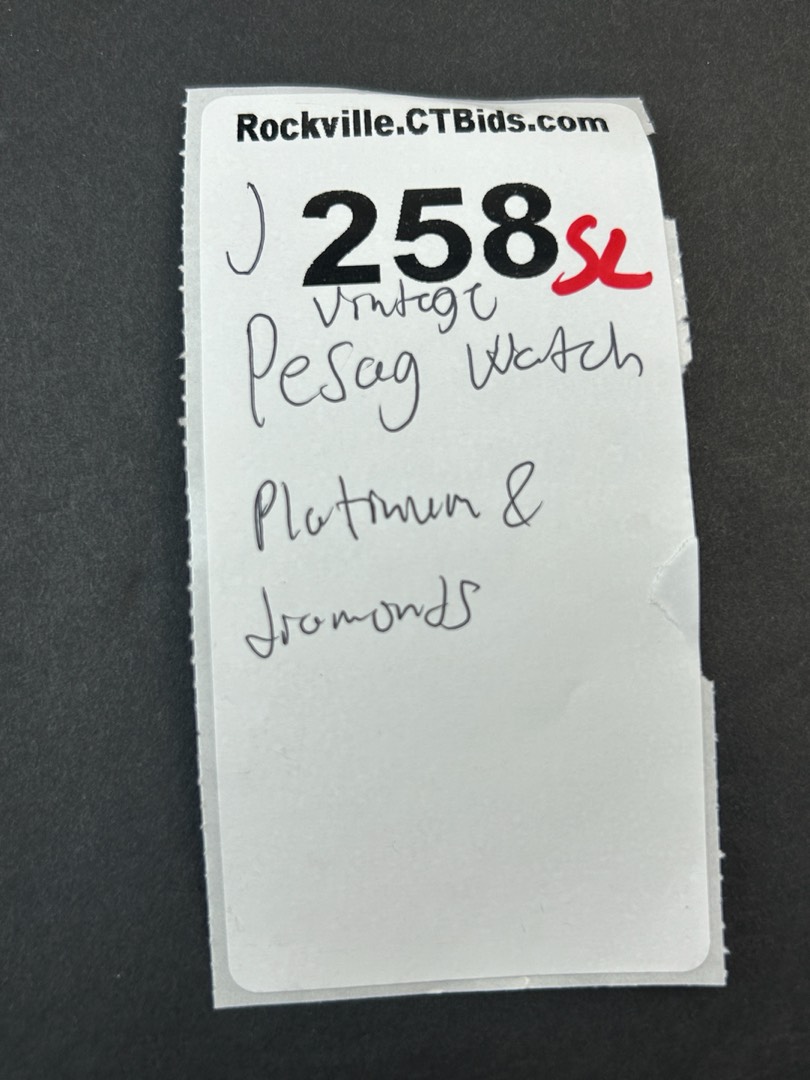 Rockville.CTBids.com
J 258 SL
Vintage
Pesag Watch
Platinum &
diamonds